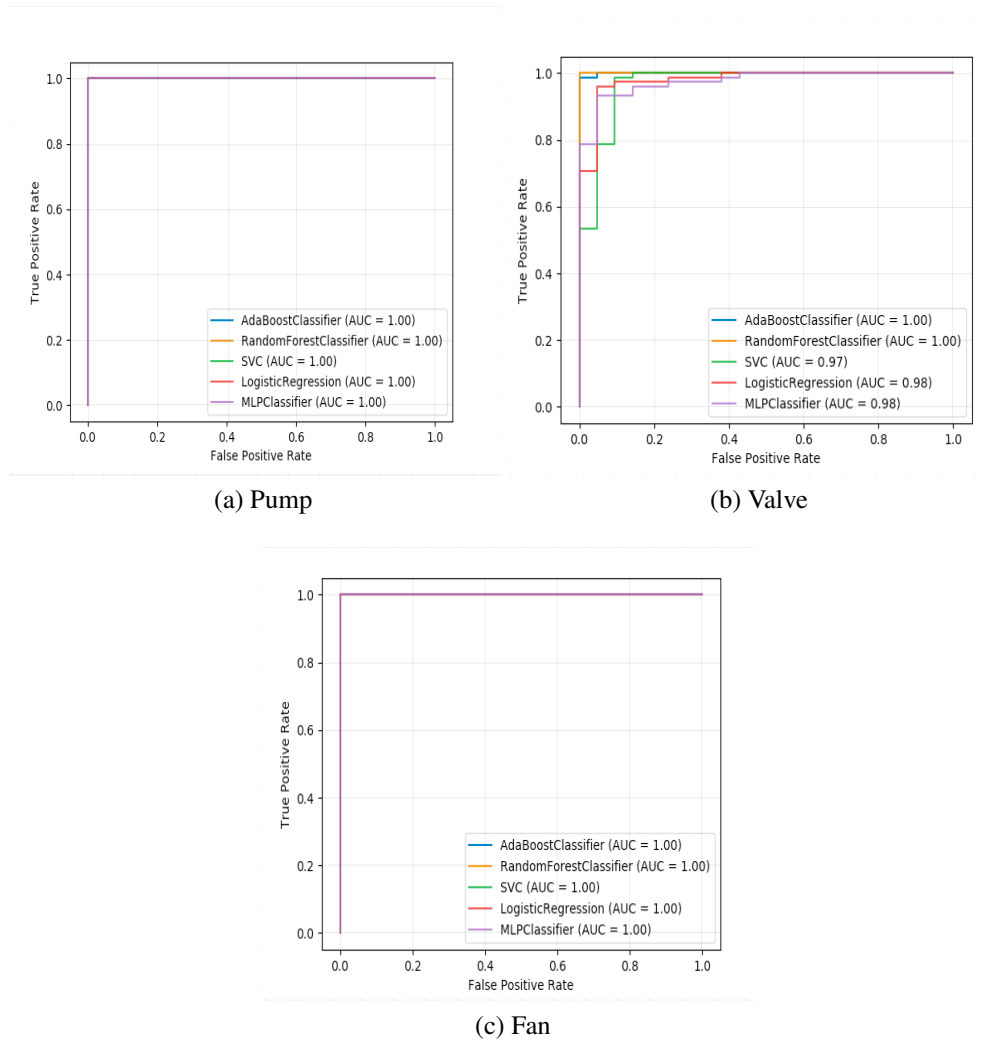 1.0
0.8
0.6
0.4
0.2
0.0
True Positive Rate
AdaBoostClassifier (AUC = 1.00)
RandomForestClassifier (AUC = 1.00)
SVC (AUC = 1.00)
LogisticRegression (AUC = 1.00)
MLPClassifier (AUC = 1.00)
0.0 0.2 0.4 0.6 0.8 1.0
False Positive Rate
(a) Pump
1.0
0.8
0.6
0.4
0.2
0.0
True Positive Rate
AdaBoostClassifier (AUC = 1.00)
RandomForestClassifier (AUC = 1.00)
SVC (AUC = 0.97)
LogisticRegression (AUC = 0.98)
MLPClassifier (AUC = 0.98)
0.0 0.2 0.4 0.6 0.8 1.0
False Positive Rate
(b) Valve
1.0
0.8
0.6
0.4
0.2
0.0
True Positive Rate
AdaBoostClassifier (AUC = 1.00)
RandomForestClassifier (AUC = 1.00)
SVC (AUC = 1.00)
LogisticRegression (AUC = 1.00)
MLPClassifier (AUC = 1.00)
0.0 0.2 0.4 0.6 0.8 1.0
False Positive Rate
(c) Fan